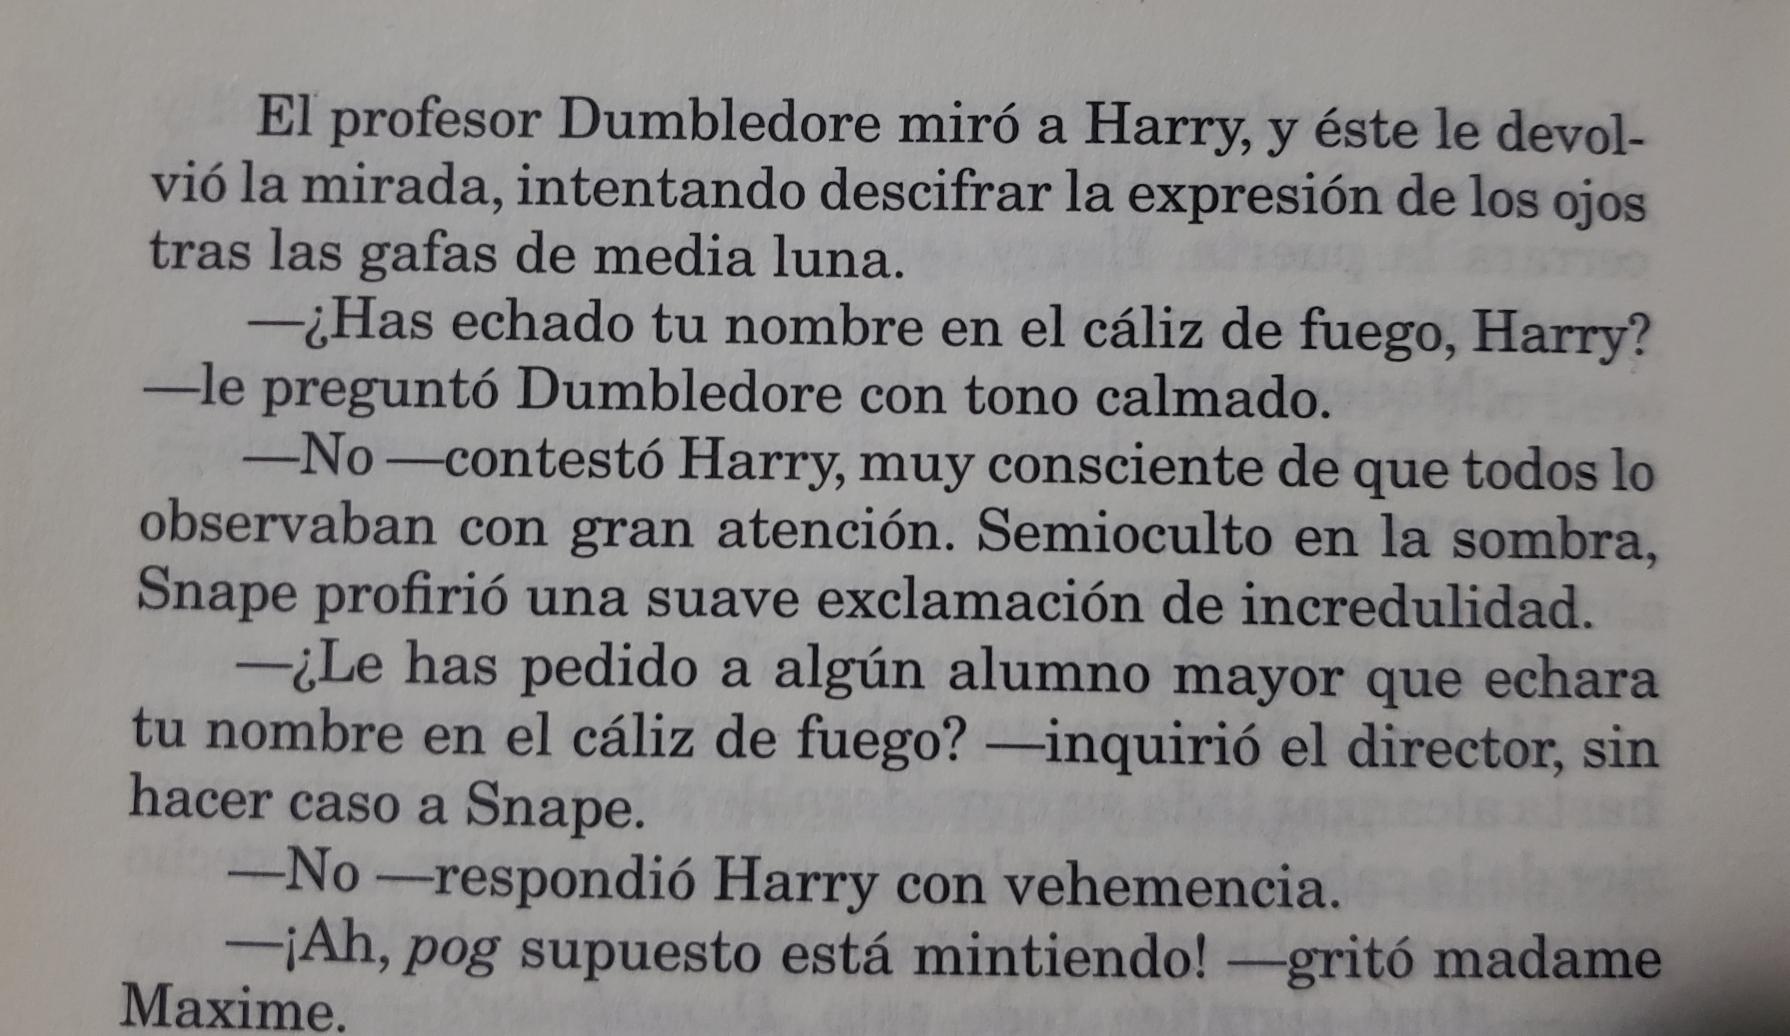 El profesor Dumbledore miró a Harry, y éste le devol-
vió la mirada, intentando descifrar la expresión de los ojos
tras las gafas de media luna.
—¿Has echado tu nombre en el cáliz de fuego, Harry?
—le preguntó Dumbledore con tono calmado.
—No —contestó Harry, muy consciente de que todos lo
observaban con gran atención. Semioculto en la sombra,
Snape profirió una suave exclamación de incredulidad.
—¿Le has pedido a algún alumno mayor que echara
tu nombre en el cáliz de fuego? —inquirió el director, sin
hacer caso a Snape.
—No —respondió Harry con vehemencia.
—¡Ah, pog supuesto está mintiendo! —gritó madame
Maxime.